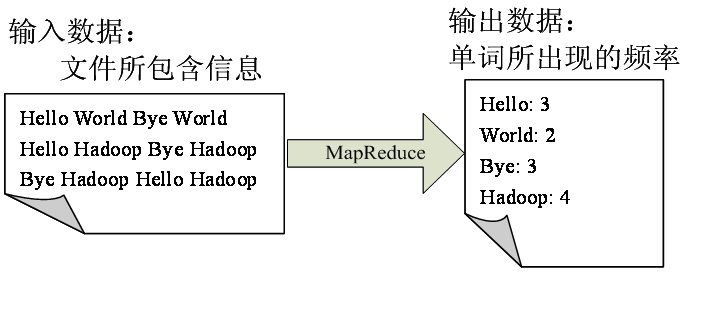 输入数据：
文件所包含信息
Hello World Bye World
Hello Hadoop Bye Hadoop
Bye Hadoop Hello Hadoop
MapReduce
输出数据：
单词所出现的频率
Hello: 3
World: 2
Bye: 3
Hadoop: 4